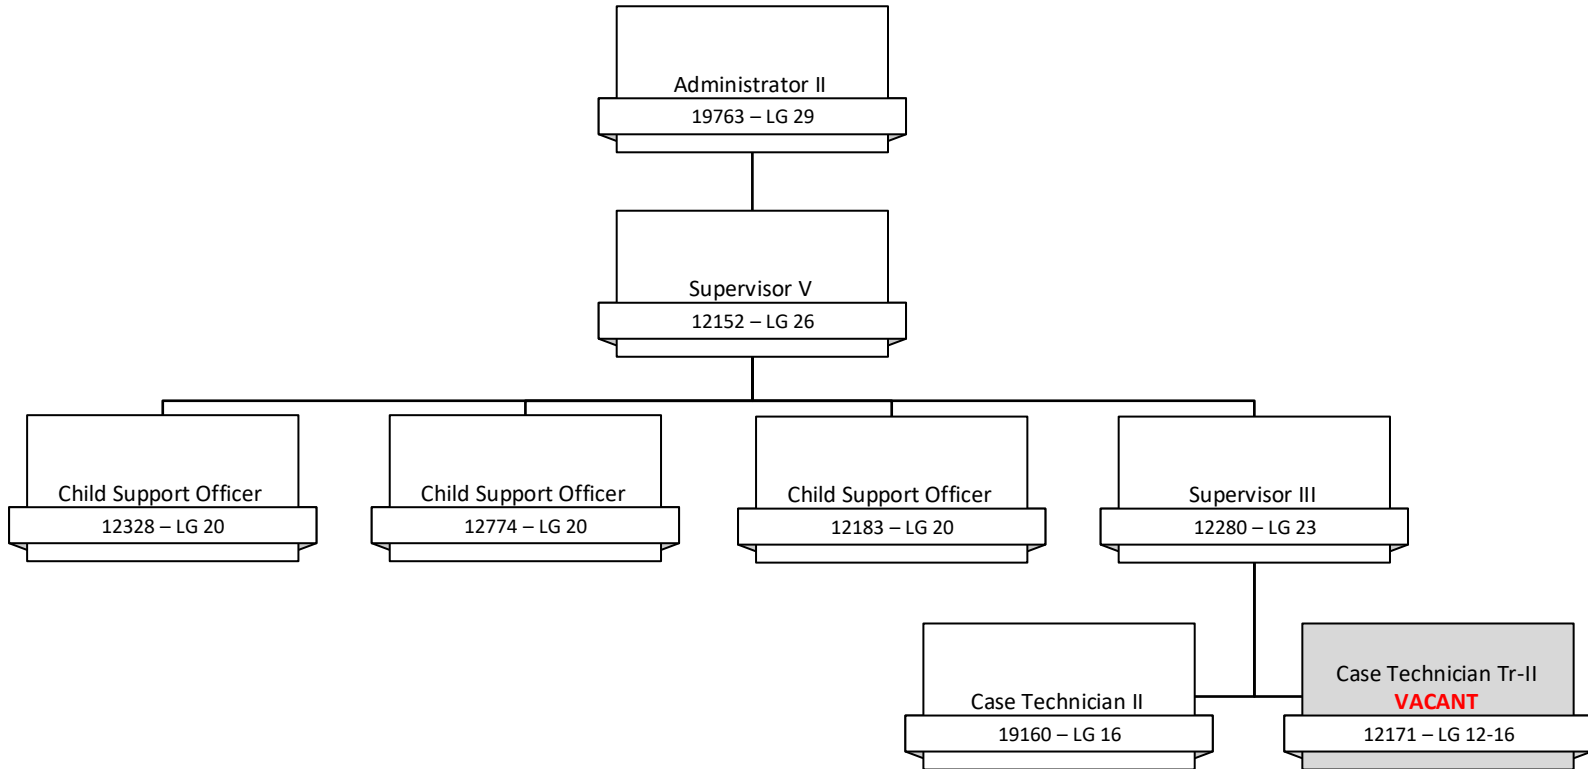 Administrator II
19763 – LG 29
Supervisor V
12152 – LG 26
Child Support Officer
12328 – LG 20
Child Support Officer
12774 – LG 20
Child Support Officer
12183 – LG 20
Supervisor III
12280 – LG 23
Case Technician II
19160 – LG 16
Case Technician Tr-II
VACANT
12171 – LG 12-16